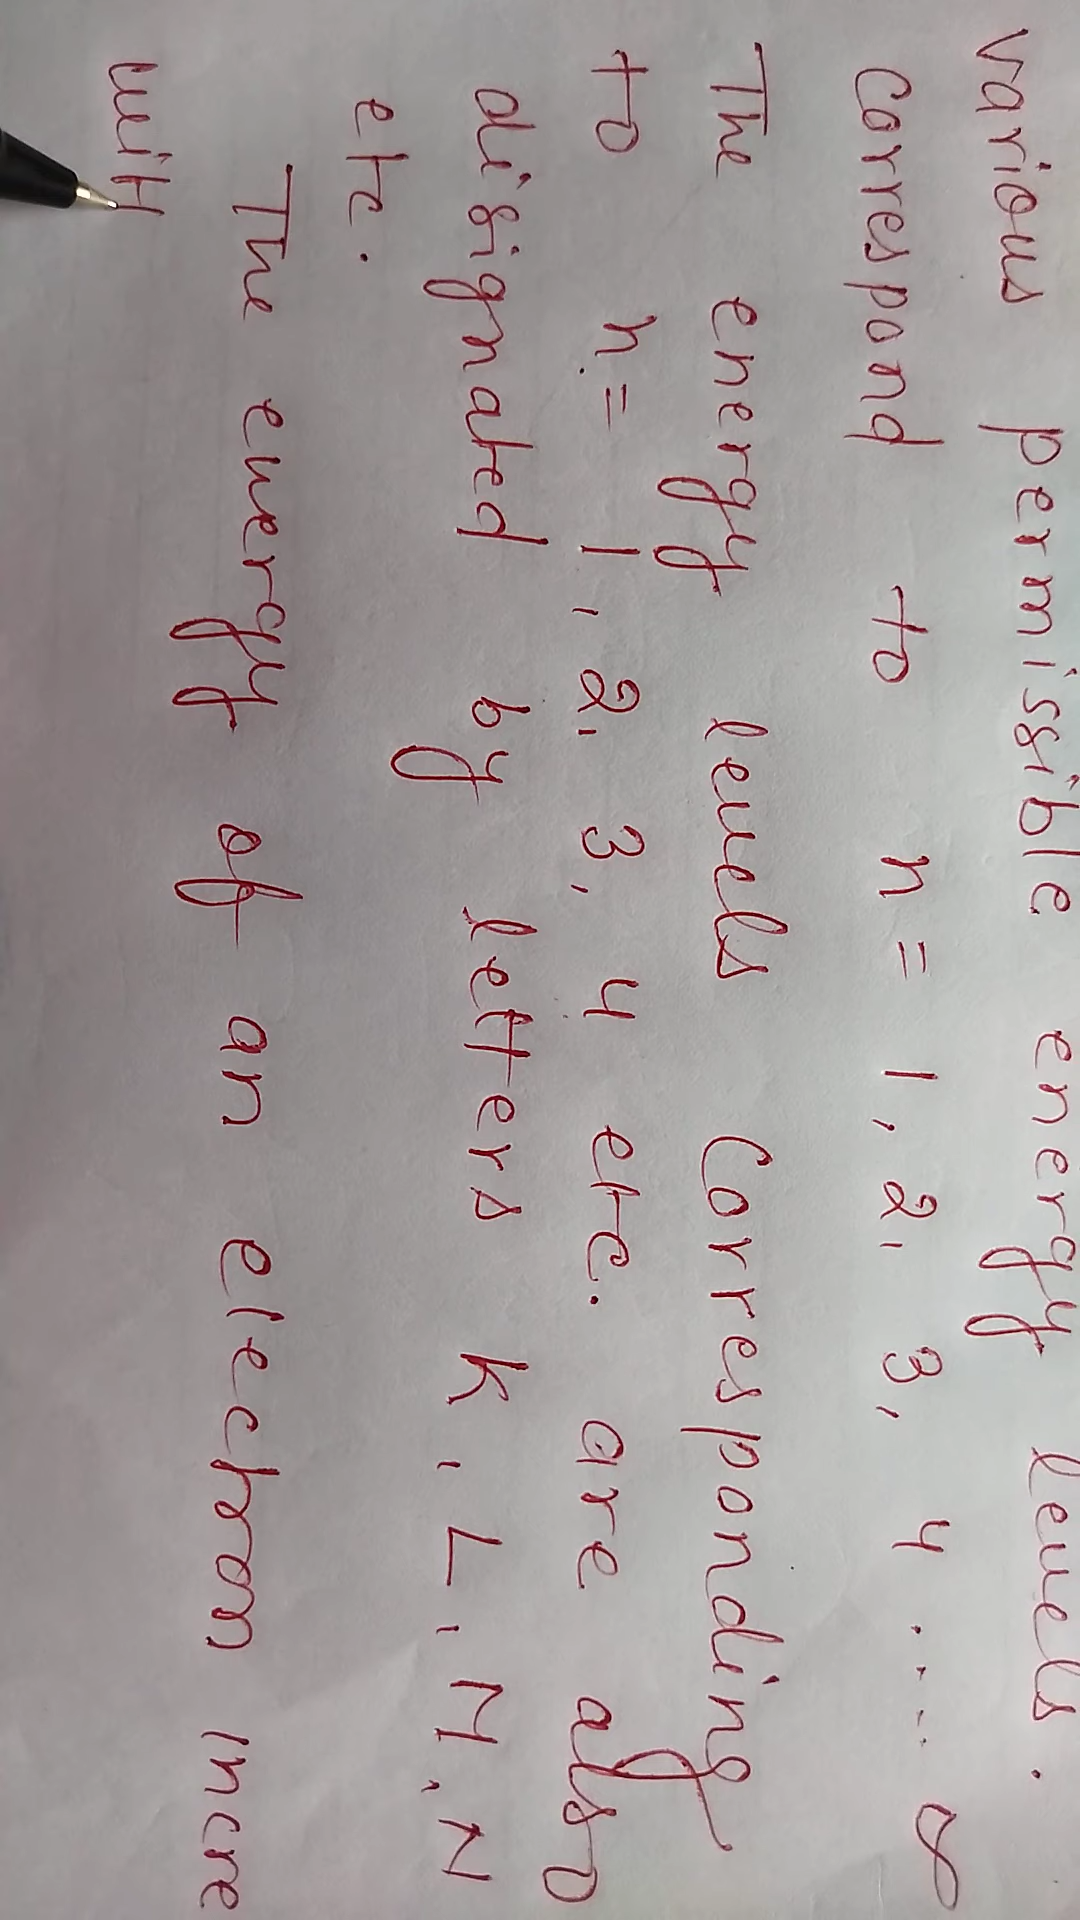 various permissible energy levels.
correspond to n = 1, 2, 3, 4 ..... ∞
The energy levels corresponding
to n = 1, 2, 3, 4 etc. are also
disignated by letters K, L, M, N
etc.
The energy of an electron incre
with